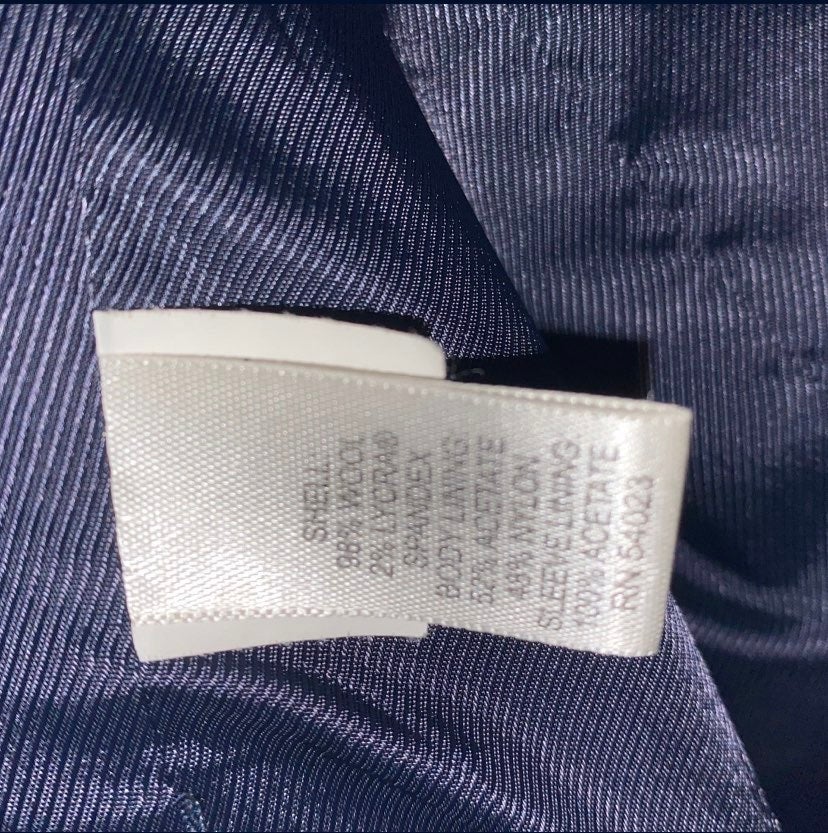 SHELL:
98% WOOL
2% LYCRA®
SPANDEX
BODY LINING
52% ACETATE
48% NYLON
SLEEVE LINING:
100% ACETATE
RN 54023